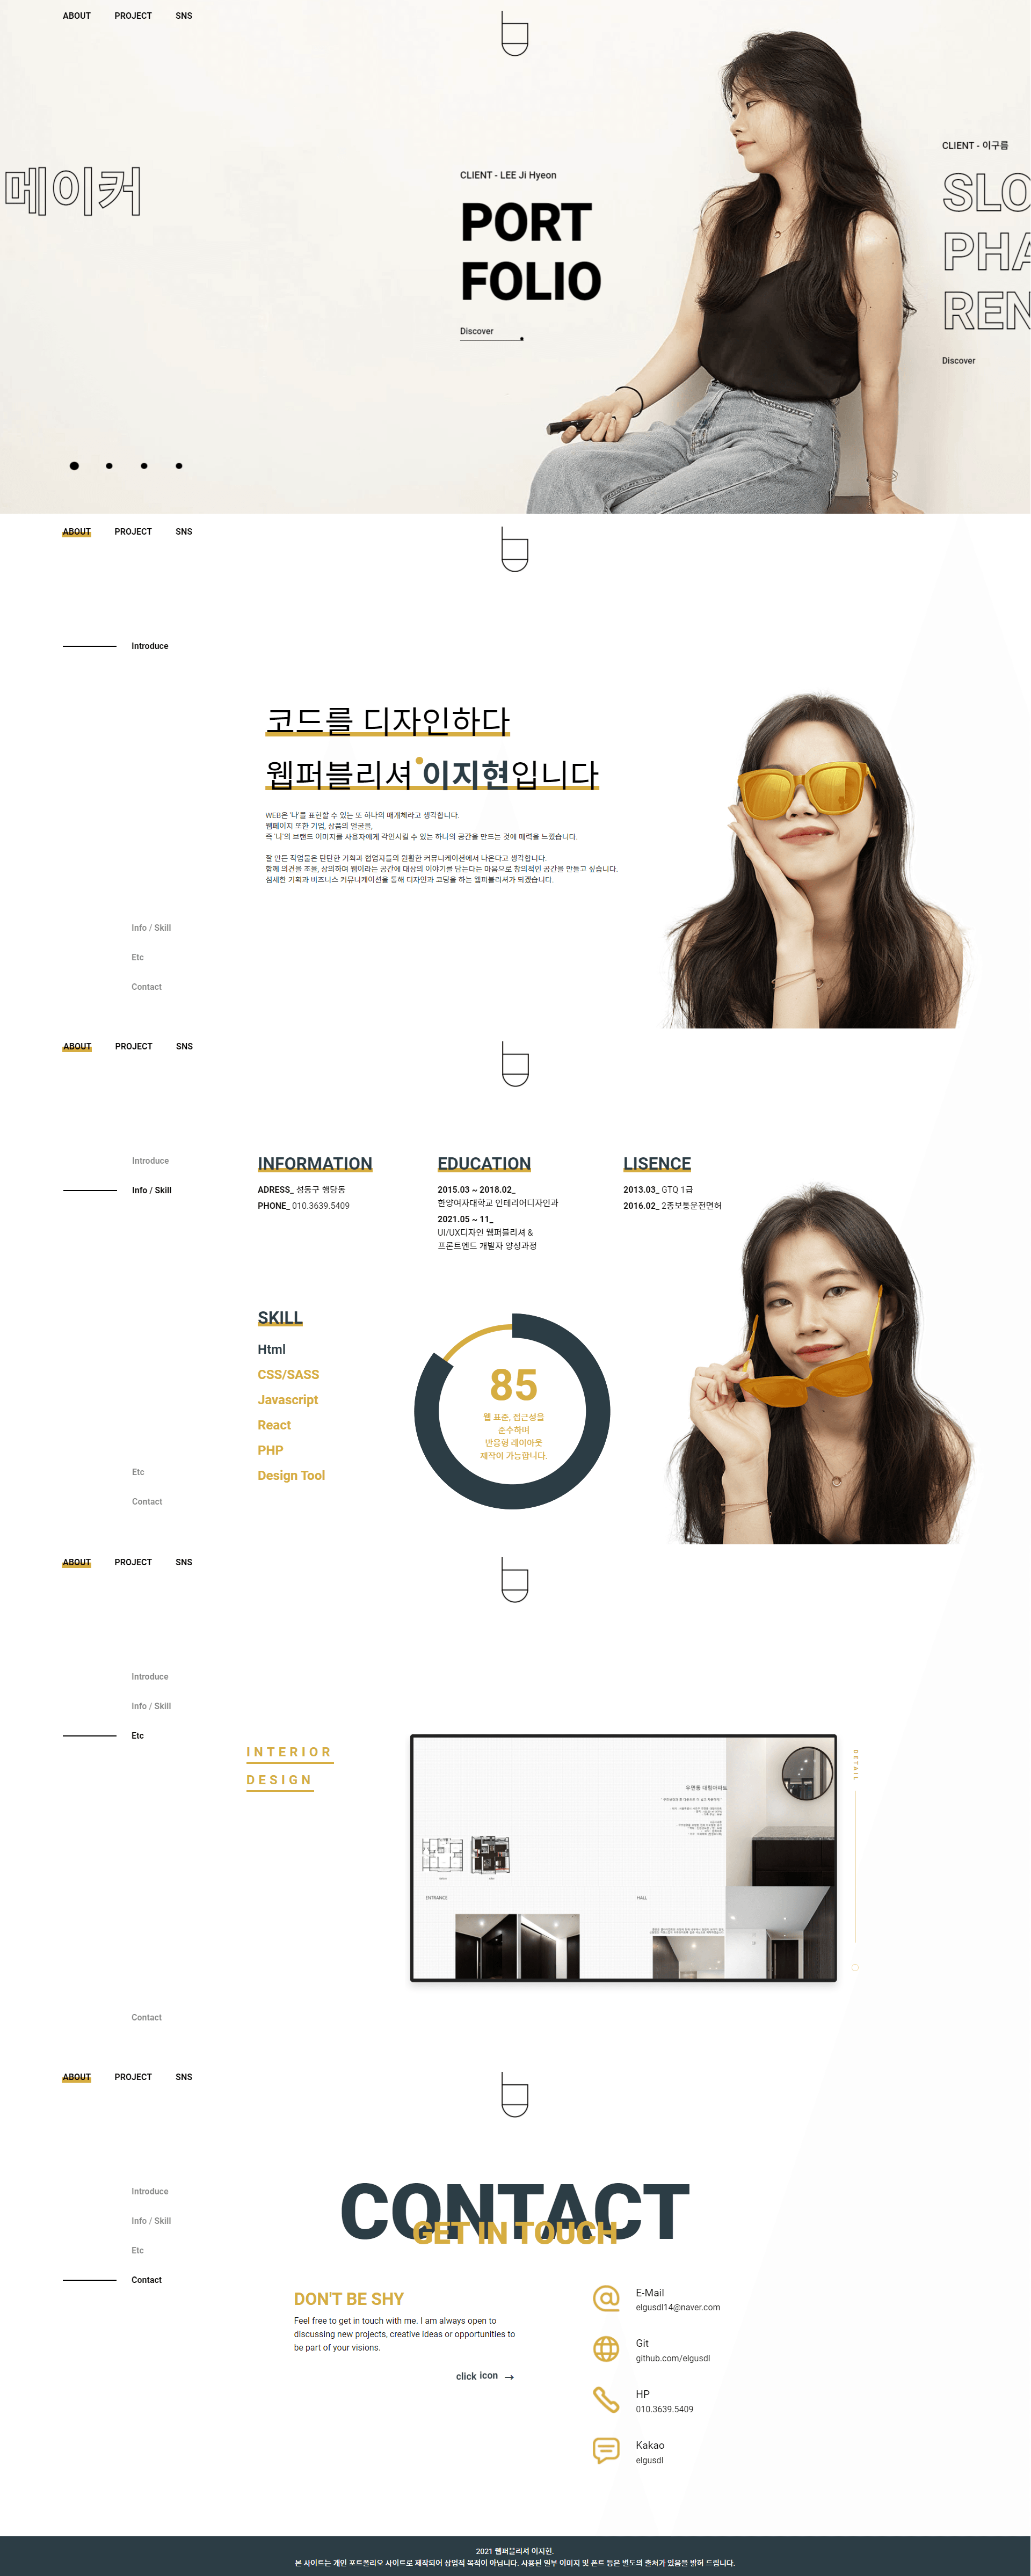 ABOUT PROJECT SNS
메이커
CLIENT - LEE Ji Hyeon
PORT
FOLIO
Discover
CLIENT - 이구름
SLO
PHA
REN
Discover
ABOUT PROJECT SNS
Introduce
코드를 디자인하다
웹퍼블리셔 이지현입니다
WEB은 '나'를 표현할 수 있는 또 하나의 매개체라고 생각합니다.
웹페이지 또한 기업, 상품의 얼굴을,
즉 '나'의 브랜드 이미지를 사용자에게 각인시킬 수 있는 하나의 공간을 만드는 것에 매력을 느꼈습니다.
잘 만든 작업물은 탄탄한 기획과 협업자들의 원활한 커뮤니케이션에서 나온다고 생각합니다.
함께 의견을 조율, 상의하며 웹이라는 공간에 대상의 이야기를 담는다는 마음으로 창의적인 공간을 만들고 싶습니다.
섬세한 기획과 비즈니스 커뮤니케이션을 통해 디자인과 코딩을 하는 웹퍼블리셔가 되겠습니다.
Info / Skill
Etc
Contact
ABOUT PROJECT SNS
Introduce
Info / Skill
INFORMATION
ADRESS_ 성동구 행당동
PHONE_ 010.3639.5409
EDUCATION
2015.03 ~ 2018.02_
한양여자대학교 인테리어디자인과
2021.05 ~ 11_
UI/UX디자인 웹퍼블리셔 &
프론트엔드 개발자 양성과정
LISENCE
2013.03_ GTQ 1급
2016.02_ 2종보통운전면허
SKILL
Html
CSS/SASS
Javascript
React
PHP
Design Tool
85
웹 표준, 접근성을
준수하며
반응형 레이아웃
제작이 가능합니다.
Etc
Contact
ABOUT PROJECT SNS
Introduce
Info / Skill
Etc
INTERIOR
DESIGN
우면동 대림아파트
ENTRANCE
HALL
DETAIL
Contact
ABOUT PROJECT SNS
Introduce
Info / Skill
Etc
Contact
CONTACT
GET IN TOUCH
DON'T BE SHY
Feel free to get in touch with me. I am always open to
discussing new projects, creative ideas or opportunities to
be part of your visions.
click icon →
E-Mail
elgusdl14@naver.com
Git
github.com/elgusdl
HP
010.3639.5409
Kakao
elgusdl
2021 웹퍼블리셔 이지현.
본 사이트는 개인 포트폴리오 사이트로 제작되어 상업적 목적이 아닙니다. 사용된 일부 이미지 및 폰트 등은 별도의 출처가 있음을 밝혀 드립니다.